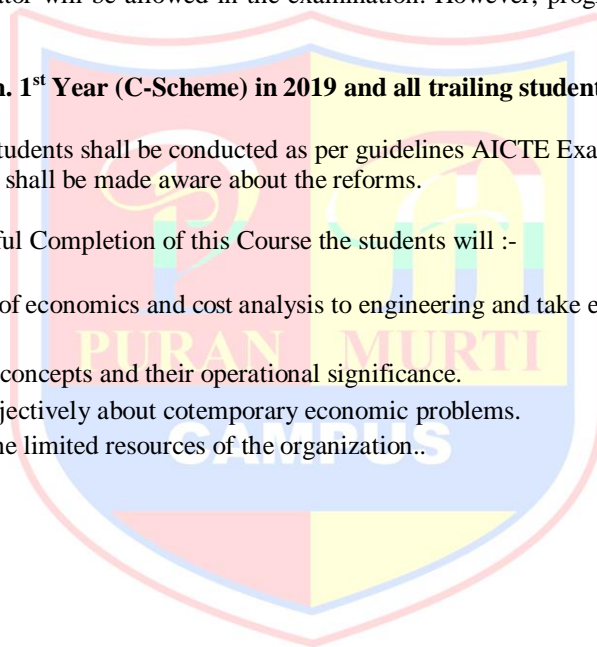 ator will be allowed in the examination. However, prog
n. 1st Year (C-Scheme) in 2019 and all trailing student
tudents shall be conducted as per guidelines AICTE Exa
shall be made aware about the reforms.
ful Completion of this Course the students will :-
of economics and cost analysis to engineering and take e
concepts and their operational significance.
jectively about cotemporary economic problems.
ne limited resources of the organization..
PURAN MURTI
CAMPUS